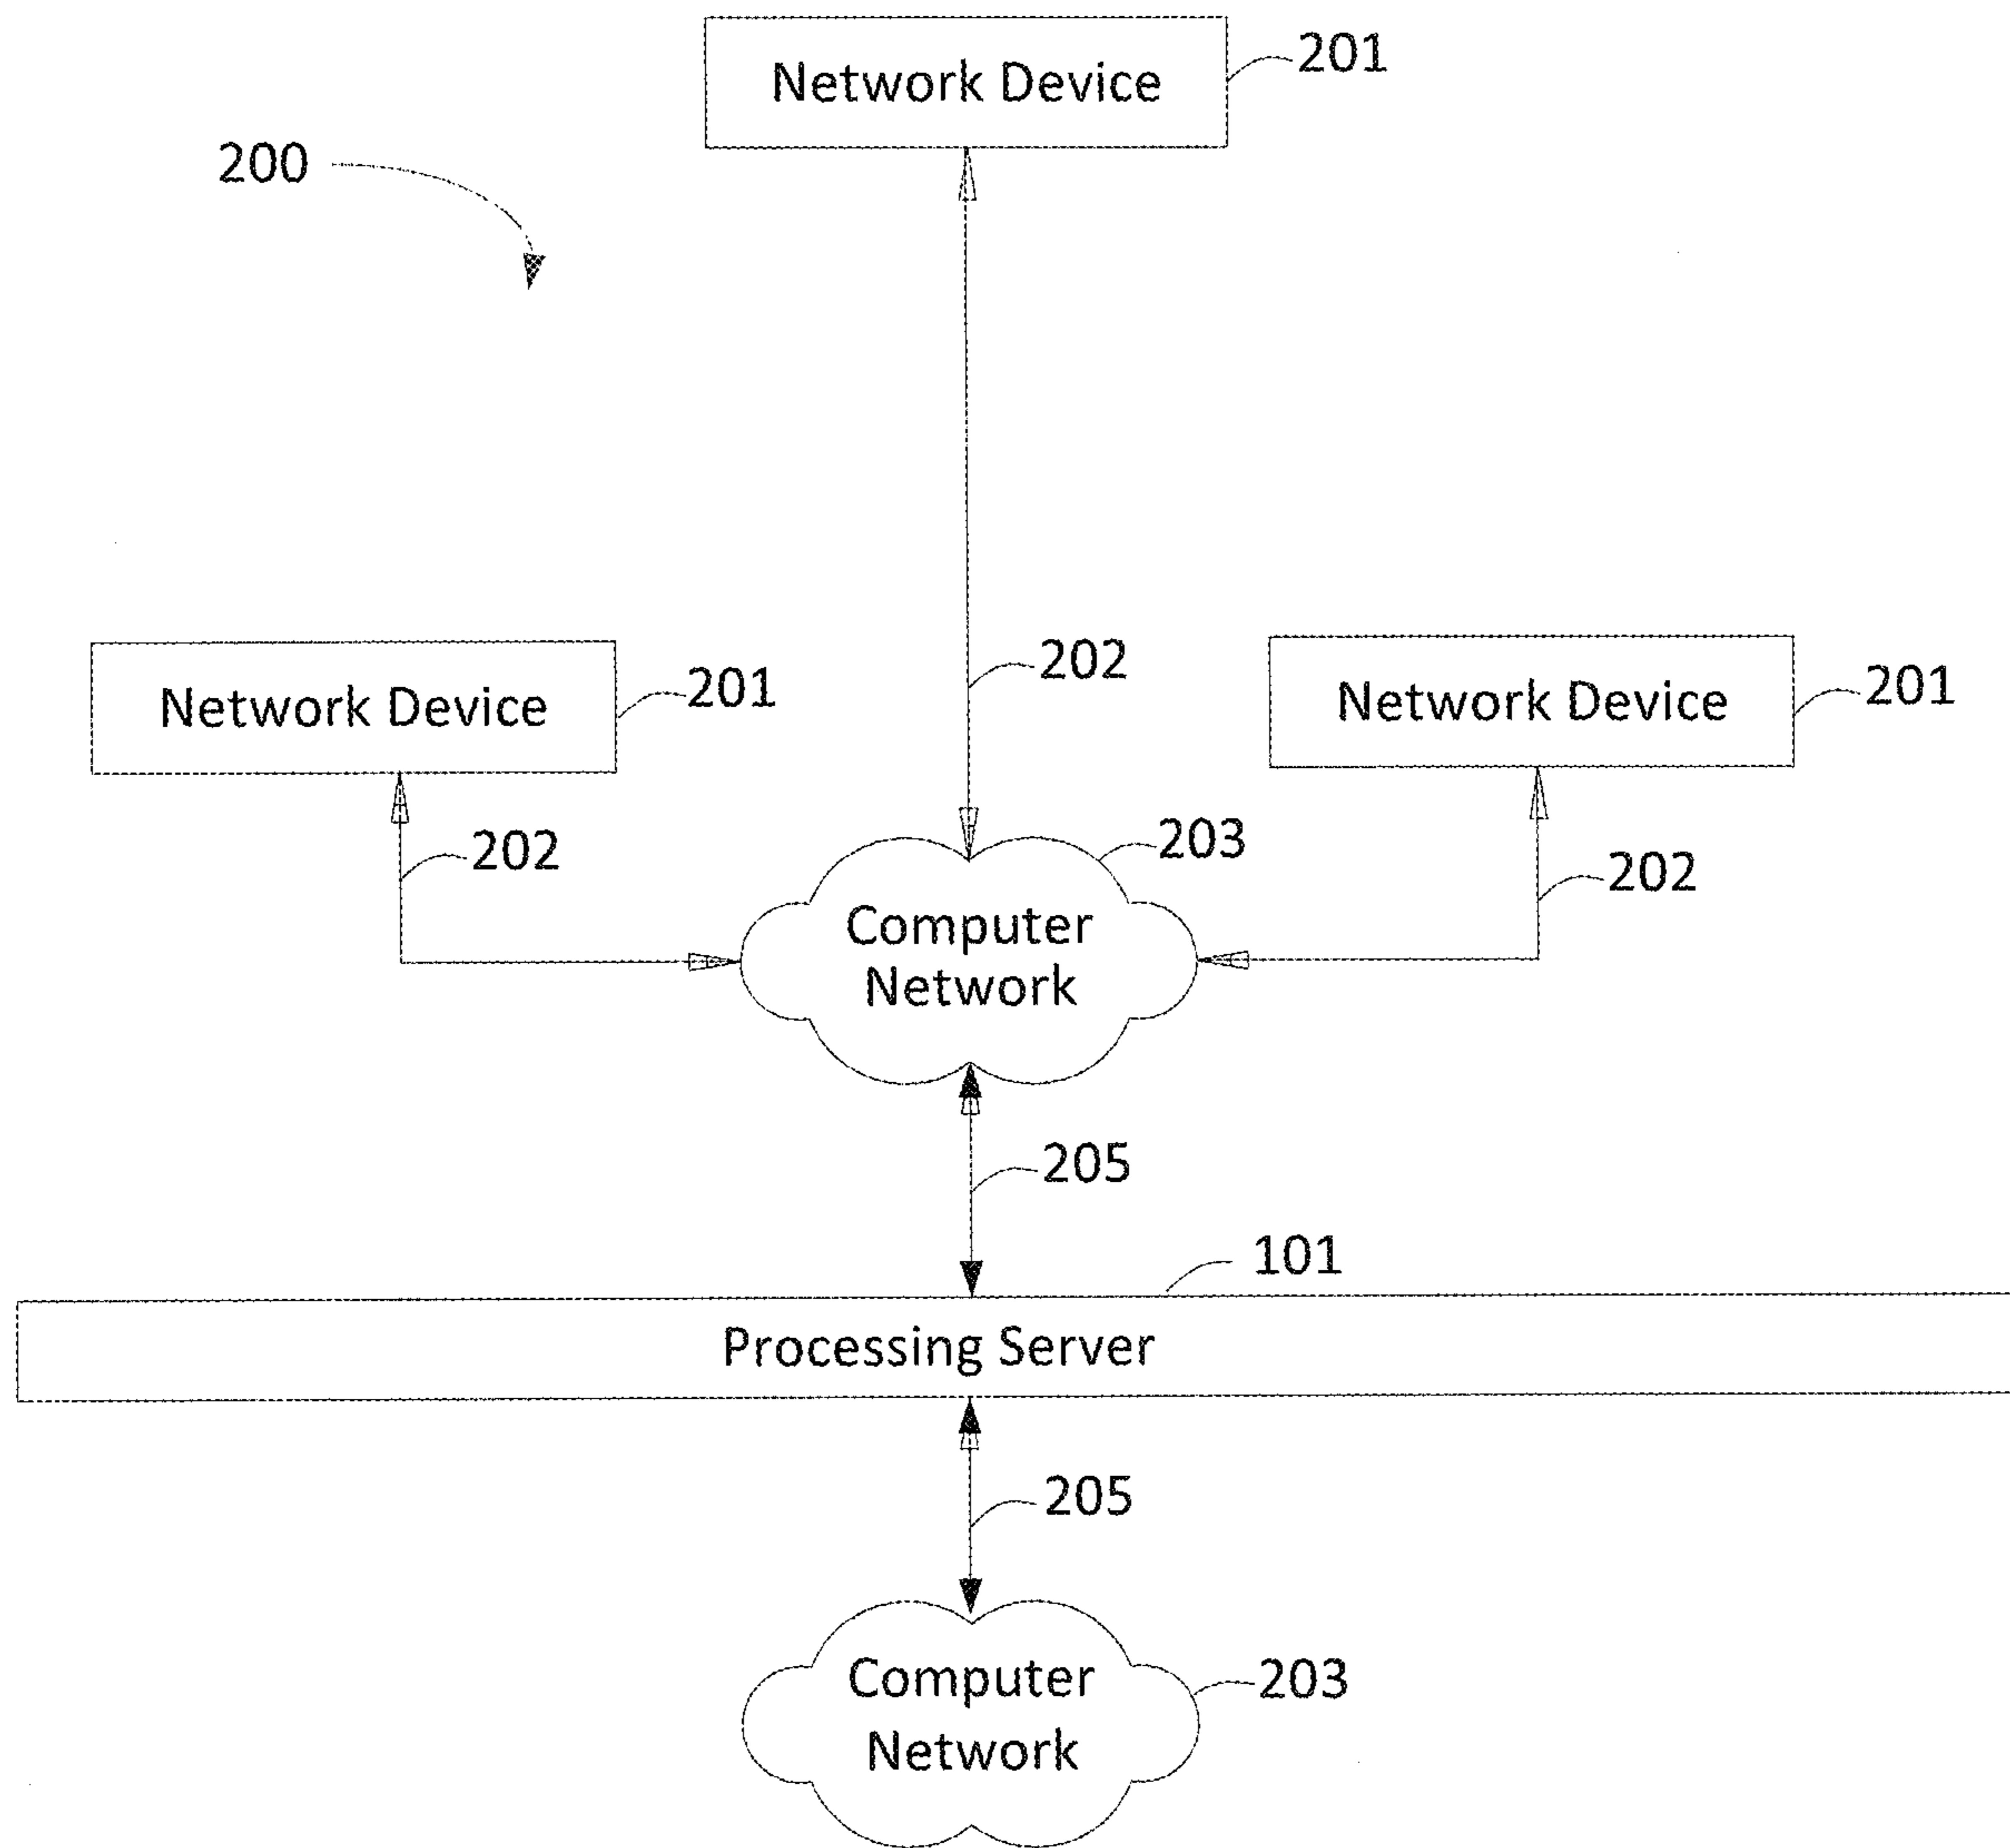 Network Device
201
200
202
Network Device
201
Network Device
201
202
203
202
Computer
Network
205
101
Processing Server
205
Computer
Network
203